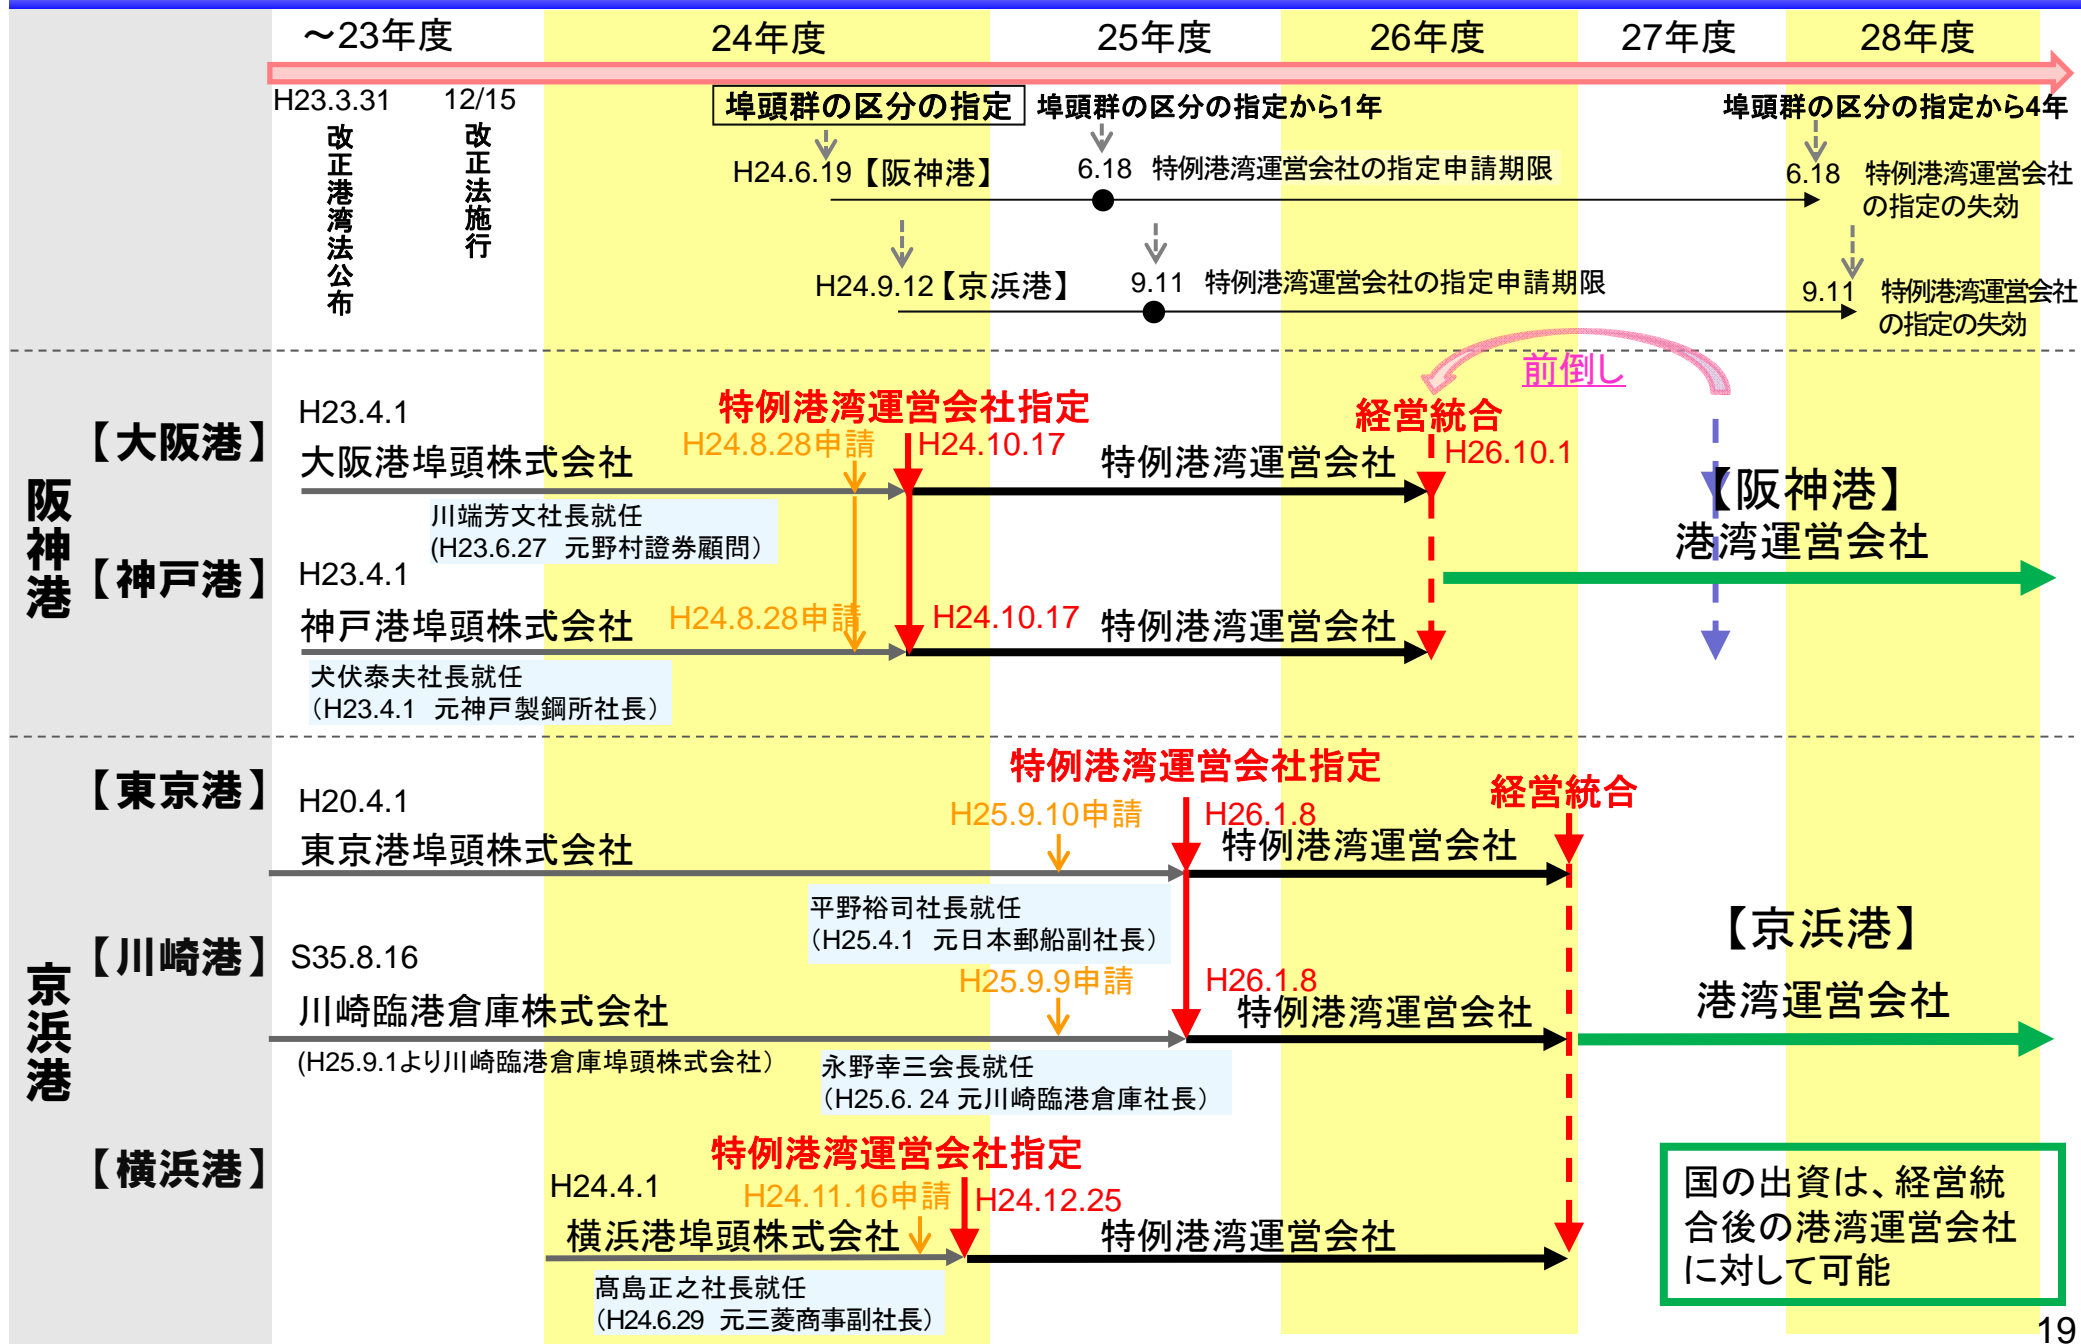 ～23年度
24年度
25年度
26年度
27年度
28年度
H23.3.31
改正港湾法公布
12/15
改正法施行
埠頭群の区分の指定
埠頭群の区分の指定から1年
埠頭群の区分の指定から4年
H24.6.19【阪神港】
6.18 特例港湾運営会社の指定申請期限
6.18 特例港湾運営会社
の指定の失効
H24.9.12【京浜港】
9.11 特例港湾運営会社の指定申請期限
9.11 特例港湾運営会社
の指定の失効
前倒し
阪神港
【大阪港】
H23.4.1
大阪港埠頭株式会社
特例港湾運営会社指定
H24.8.28申請
H24.10.17
特例港湾運営会社
経営統合
H26.10.1
川端芳文社長就任
(H23.6.27 元野村證券顧問）
【阪神港】
港湾運営会社
【神戸港】
H23.4.1
神戸港埠頭株式会社
H24.8.28申請
H24.10.17
特例港湾運営会社
犬伏泰夫社長就任
（H23.4.1 元神戸製鋼所社長）
京浜港
【東京港】
H20.4.1
東京港埠頭株式会社
特例港湾運営会社指定
H25.9.10申請
H26.1.8
特例港湾運営会社
経営統合
平野裕司社長就任
（H25.4.1 元日本郵船副社長）
【川崎港】
S35.8.16
川崎臨港倉庫株式会社
(H25.9.1より川崎臨港倉庫埠頭株式会社）
H25.9.9申請
H26.1.8
特例港湾運営会社
永野幸三会長就任
（H25.6. 24 元川崎臨港倉庫社長）
【京浜港】
港湾運営会社
【横浜港】
H24.4.1
横浜港埠頭株式会社
特例港湾運営会社指定
H24.11.16申請
H24.12.25
特例港湾運営会社
髙島正之社長就任
（H24.6.29 元三菱商事副社長）
国の出資は、経営統
合後の港湾運営会社
に対して可能
19